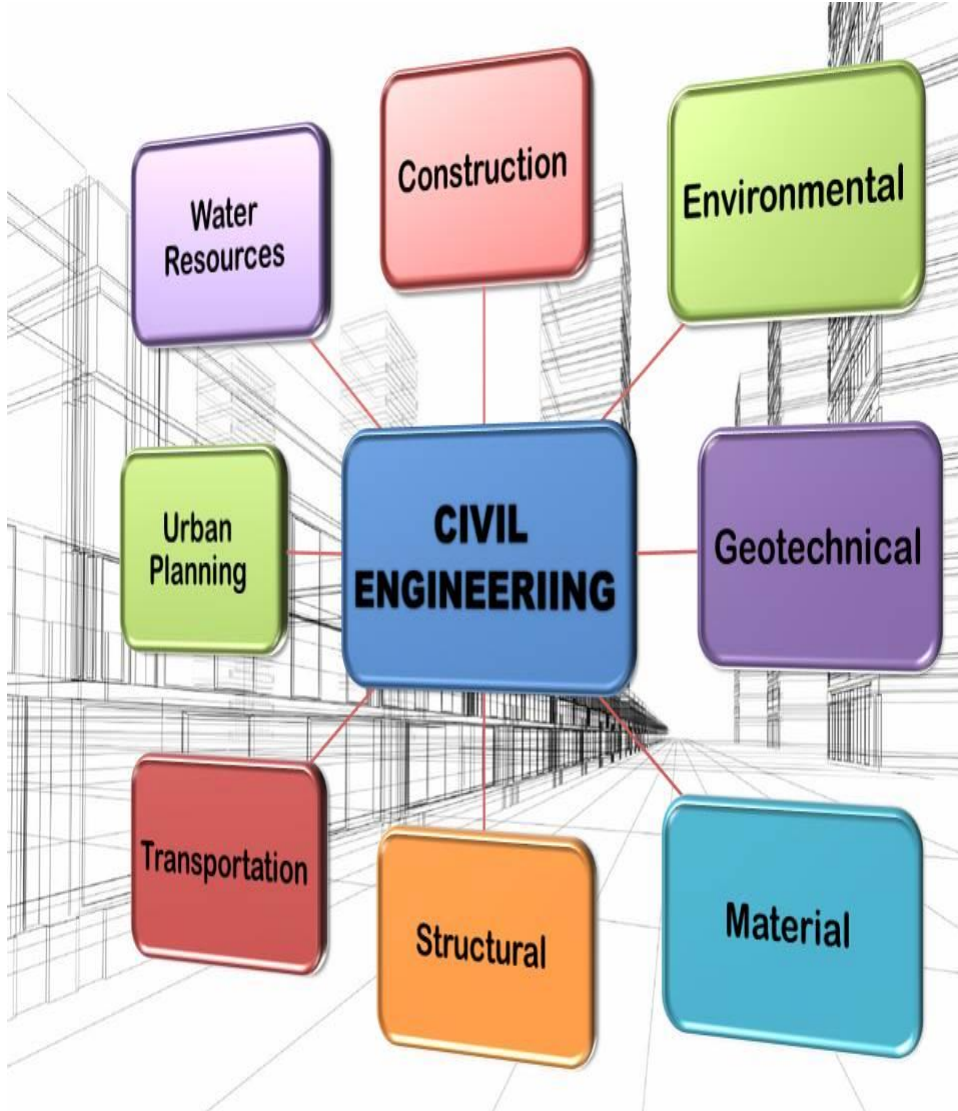 Construction
Environmental
Water
Resources
CIVIL
ENGINEERIING
Urban
Planning
Geotechnical
Transportation
Structural
Material